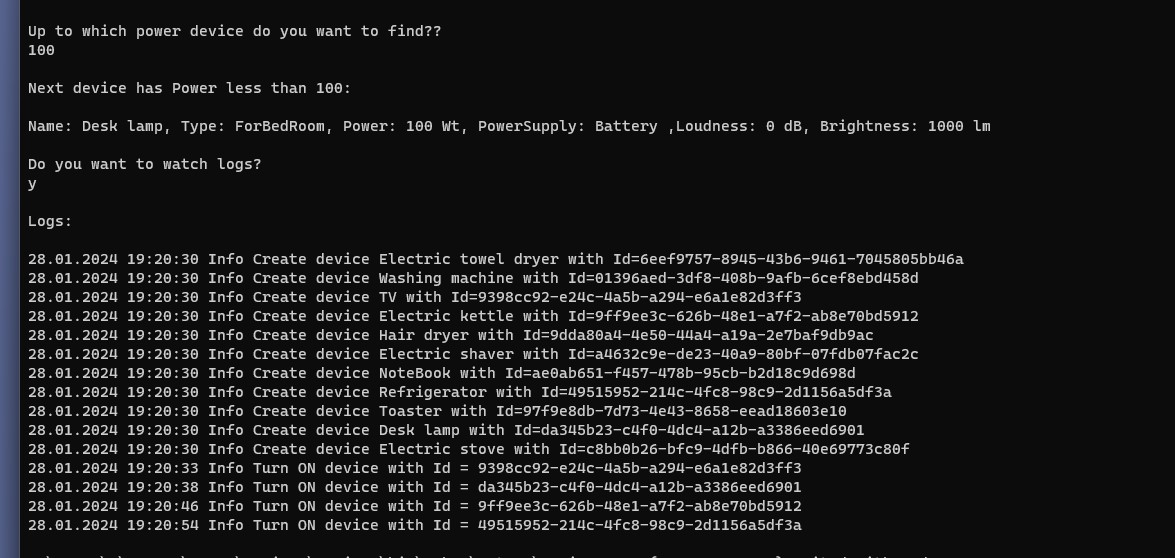 Up to which power device do you want to find??
100
Next device has Power less than 100:
Name: Desk lamp, Type: ForBedRoom, Power: 100 Wt, PowerSupply: Battery ,Loudness: 0 dB, Brightness: 1000 lm
Do you want to watch logs?
y
Logs:
28.01.2024 19:20:30 Info Create device Electric towel dryer with Id=6eef9757-8945-43b6-9461-7045805bb46a
28.01.2024 19:20:30 Info Create device Washing machine with Id=01396aed-3df8-408b-9afb-6cef8ebd458d
28.01.2024 19:20:30 Info Create device TV with Id=9398cc92-e24c-4a5b-a294-e6a1e82d3ff3
28.01.2024 19:20:30 Info Create device Electric kettle with Id=9ff9ee3c-626b-48e1-a7f2-ab8e70bd5912
28.01.2024 19:20:30 Info Create device Hair dryer with Id=9dda80a4-4e50-44a4-a19a-2e7baf9db9ac
28.01.2024 19:20:30 Info Create device Electric shaver with Id=a4632c9e-de23-40a9-80bf-07fdb07fac2c
28.01.2024 19:20:30 Info Create device NoteBook with Id=ae0ab651-f457-478b-95cb-b2d18c9d698d
28.01.2024 19:20:30 Info Create device Refrigerator with Id=49515952-214c-4fc8-98c9-2d1156a5df3a
28.01.2024 19:20:30 Info Create device Toaster with Id=97f9e8db-7d73-4e43-8658-eead18603e10
28.01.2024 19:20:30 Info Create device Desk lamp with Id=da345b23-c4f0-4dc4-a12b-a3386eed6901
28.01.2024 19:20:30 Info Create device Electric stove with Id=c8bb0b26-bfc9-4dfb-b866-40e69773c80f
28.01.2024 19:20:33 Info Turn ON device with Id = 9398cc92-e24c-4a5b-a294-e6a1e82d3ff3
28.01.2024 19:20:38 Info Turn ON device with Id = da345b23-c4f0-4dc4-a12b-a3386eed6901
28.01.2024 19:20:46 Info Turn ON device with Id = 9ff9ee3c-626b-48e1-a7f2-ab8e70bd5912
28.01.2024 19:20:54 Info Turn ON device with Id = 49515952-214c-4fc8-98c9-2d1156a5df3a